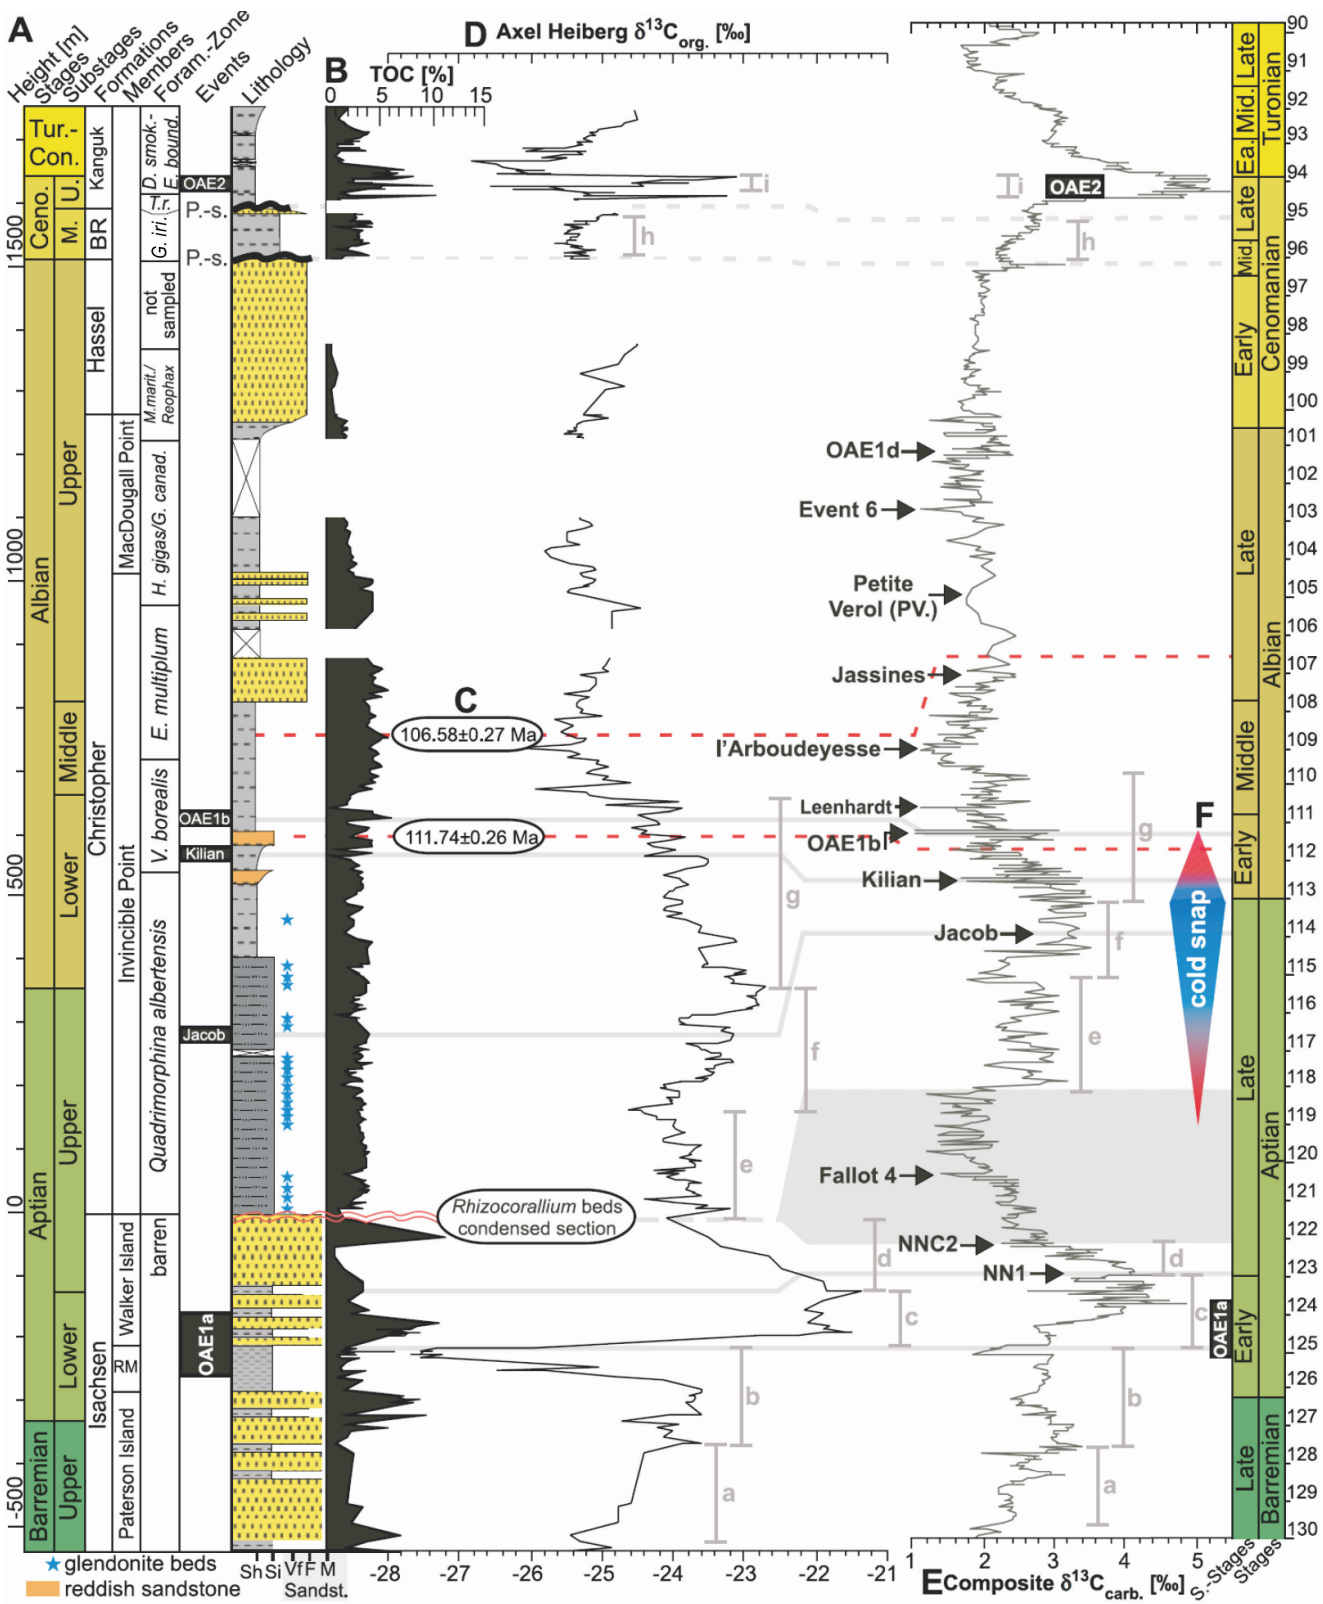 A
Height [m]
Stages
Substages
Formations
Members
Foram.-Zone
Events
Lithology
B
TOC [%]
0 5 10 15
D Axel Heiberg δ13Corg. [‰]
Tur.-
Con.
Ceno.
U.
M.
Albian
Upper
Middle
Lower
Aptian
Upper
Lower
Barremian
Upper
Kanguk
BR
Hassel
Christopher
Isachsen
MacDougall Point
Invincible Point
Walker Island
RM
Paterson Island
D. smok.-
E. bound.
T.r.
G. iri.
not
sampled
M.marit./
Reophax
H. gigas/G. canad.
E. multiplum
V. borealis
Quadrimorphina albertensis
barren
OAE2
P.-s.
P.-s.
OAE1b
Kilian
Jacob
OAE1a
1500
1000
500
0
-500
C
106.58±0.27 Ma
111.74±0.26 Ma
Rhizocorallium beds
condensed section
i
h
g
f
e
d
c
b
a
OAE2
i
h
OAE1d
Event 6
Petite
Verol (PV.)
Jassines
l'Arboudeyesse
Leenhardt
OAE1b
Kilian
Jacob
Fallot 4
NNC2
NN1
OAE1a
g
f
e
d
c
b
a
F
cold snap
Late
Mid.
Ea.
Turonian
Late
Mid.
Early
Cenomanian
Late
Middle
Early
Albian
Late
Early
Aptian
Late
Barremian
90
91
92
93
94
95
96
97
98
99
100
101
102
103
104
105
106
107
108
109
110
111
112
113
114
115
116
117
118
119
120
121
122
123
124
125
126
127
128
129
130
glendonite beds
reddish sandstone
Sh Si Vf F M
Sandst.
-28 -27 -26 -25 -24 -23 -22 -21
1 2 3 4 5
E Composite δ13Ccarb. [‰]
S.-Stages
Stages